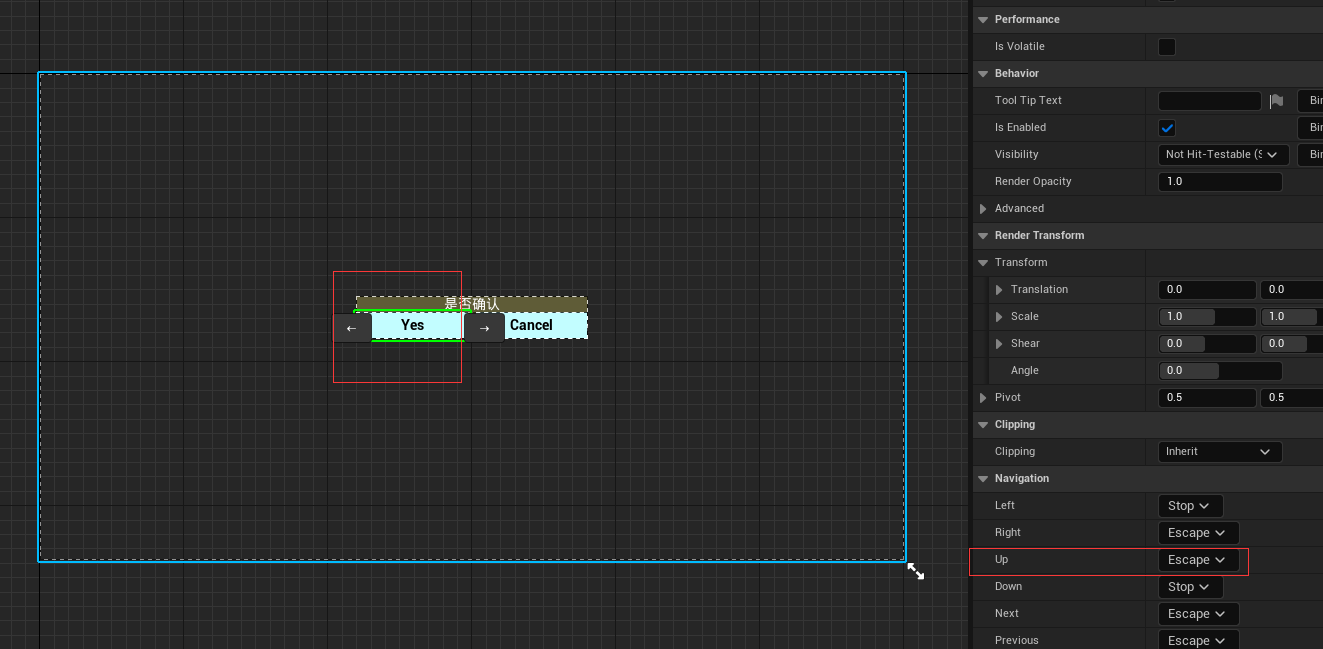 Performance
Is Volatile
Behavior
Tool Tip Text
Bir
Is Enabled
Bir
Visibility Not Hit-Testable (S
Bir
Render Opacity 1.0
Advanced
Render Transform
Transform
Translation 0.0 0.0
Scale 1.0 1.0
Shear 0.0 0.0
Angle 0.0
Pivot 0.5 0.5
Clipping
Clipping Inherit
Navigation
Left Stop
Right Escape
Up Escape
Down Stop
Next Escape
Previous Escape
是否确认
← Yes → Cancel